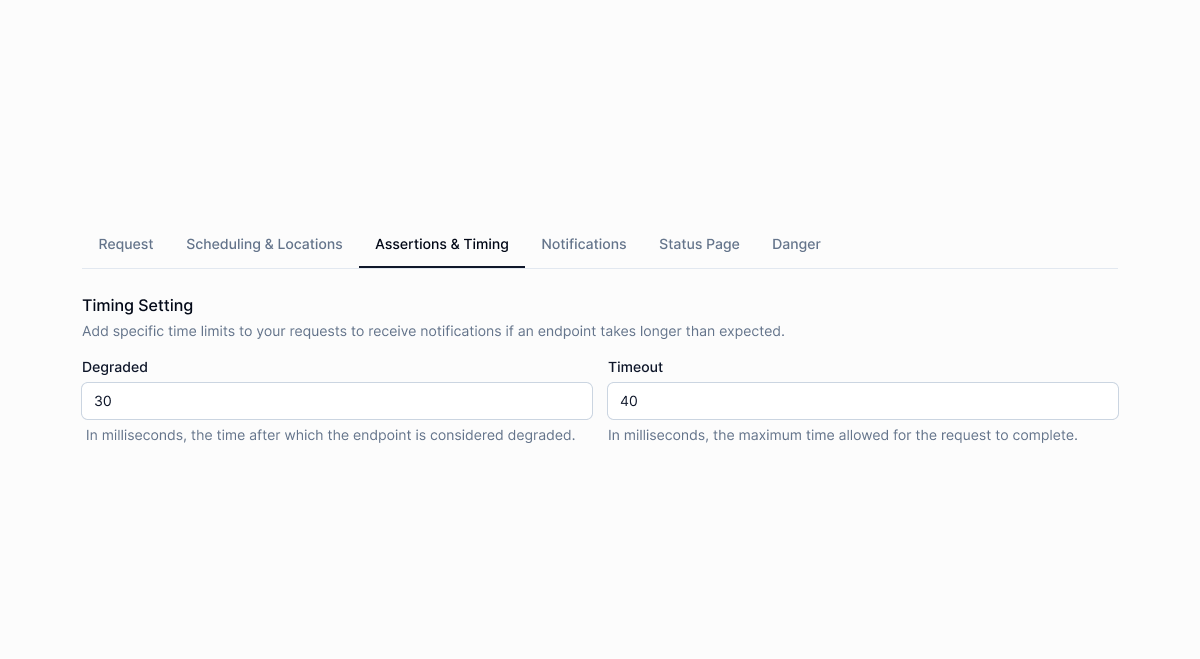 Request Scheduling & Locations Assertions & Timing Notifications Status Page Danger
Timing Setting
Add specific time limits to your requests to receive notifications if an endpoint takes longer than expected.
Degraded Timeout
30 40
In milliseconds, the time after which the endpoint is considered degraded. In milliseconds, the maximum time allowed for the request to complete.